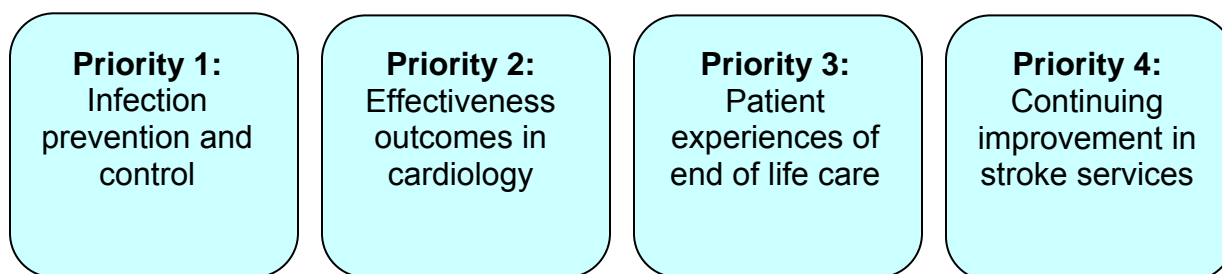 Priority 1:
Infection
prevention and
control
Priority 2:
Effectiveness
outcomes in
cardiology
Priority 3:
Patient
experiences of
end of life care
Priority 4:
Continuing
improvement in
stroke services